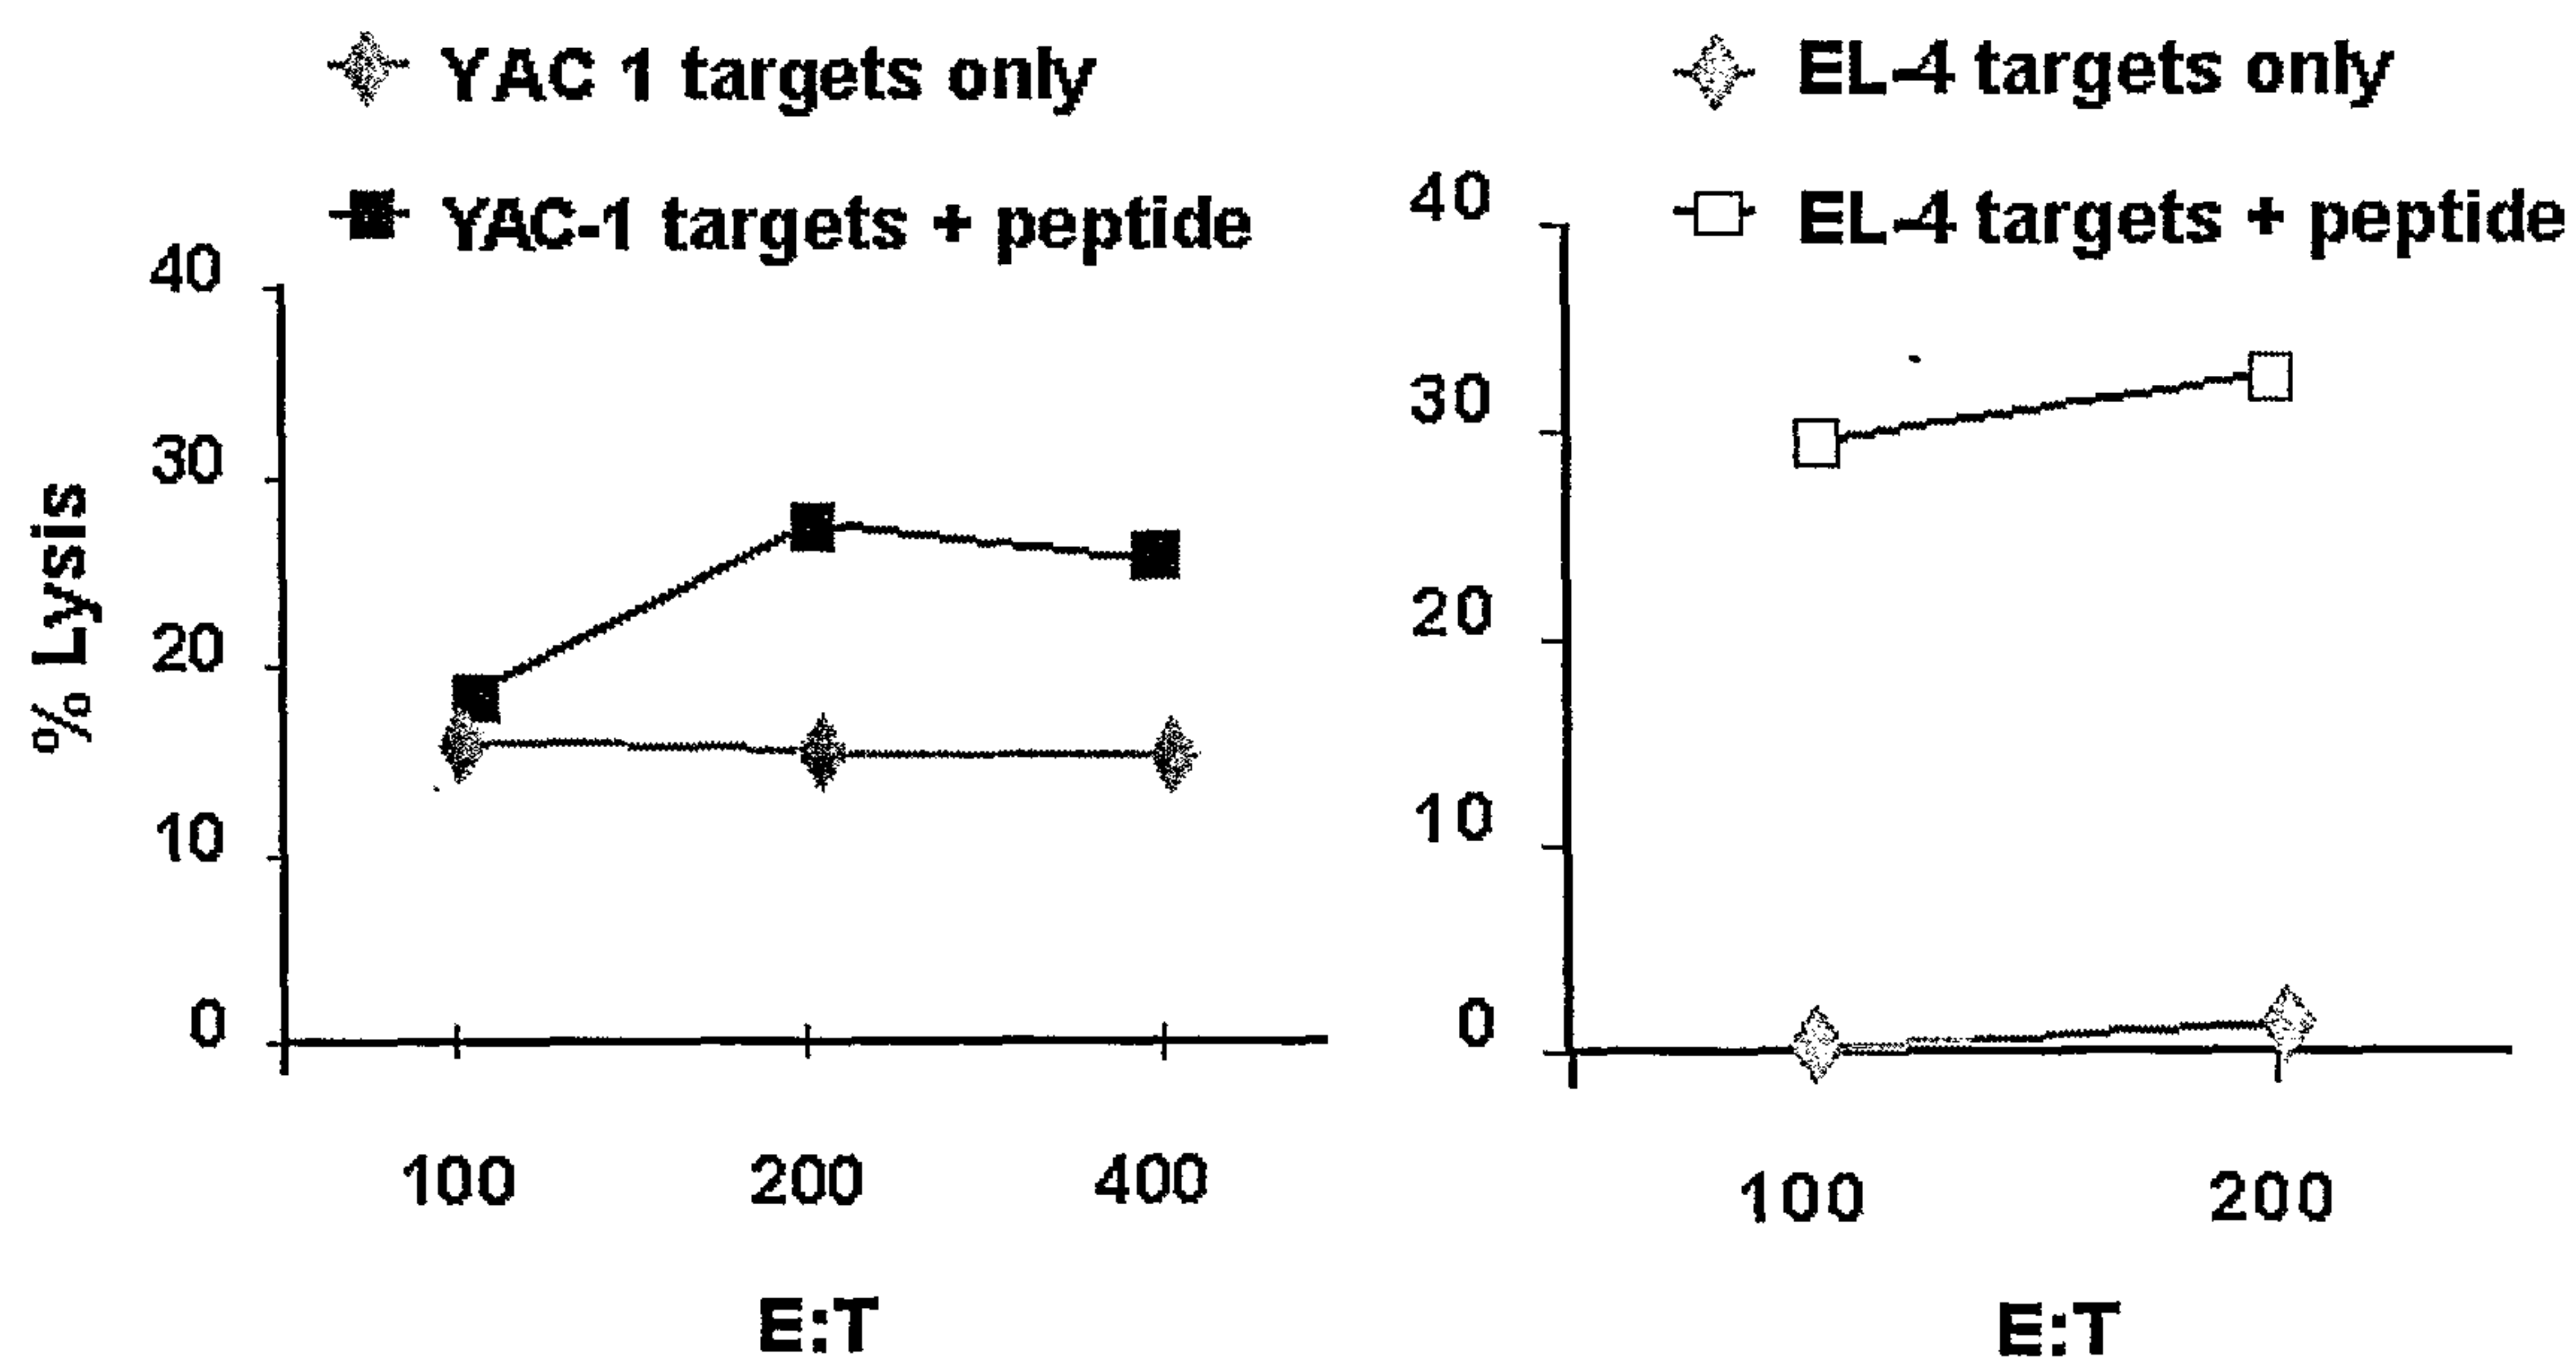 YAC 1 targets only
YAC-1 targets + peptide
40
30
20
10
0
% Lysis
100 200 400
E:T
EL-4 targets only
EL-4 targets + peptide
40
30
20
10
0
100 200
E:T